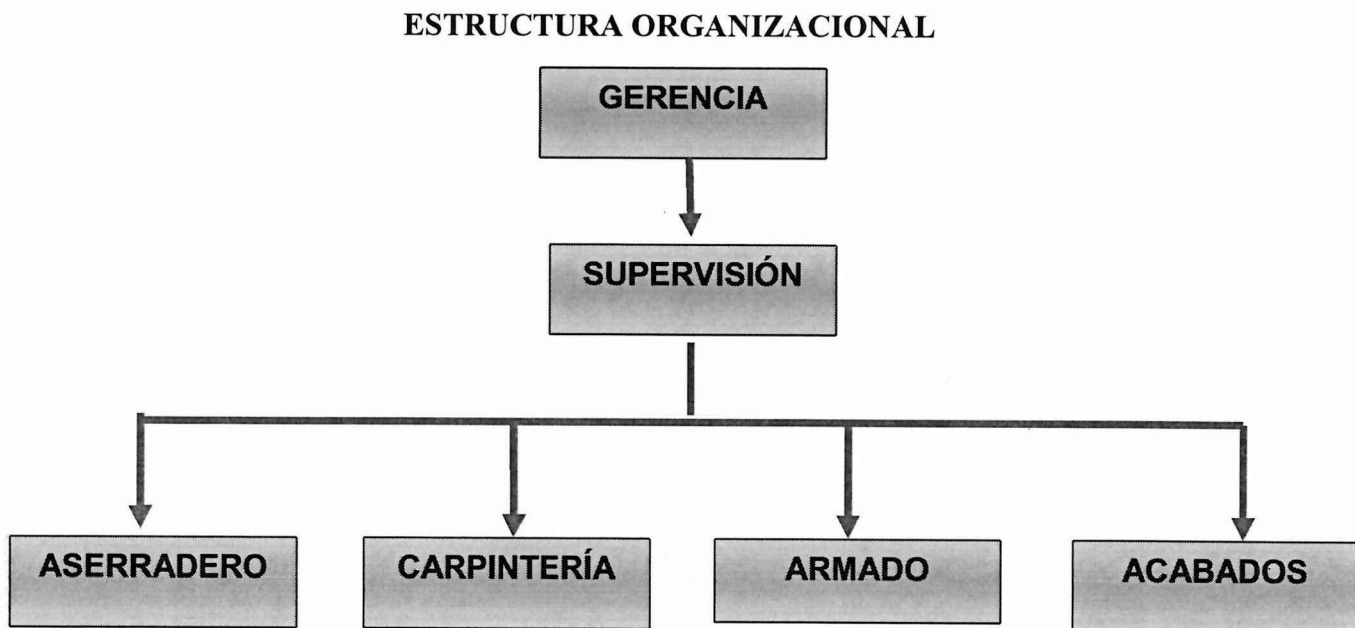 ESTRUCTURA ORGANIZACIONAL
GERENCIA
SUPERVISIÓN
ASERRADERO
CARPINTERÍA
ARMADO
ACABADOS